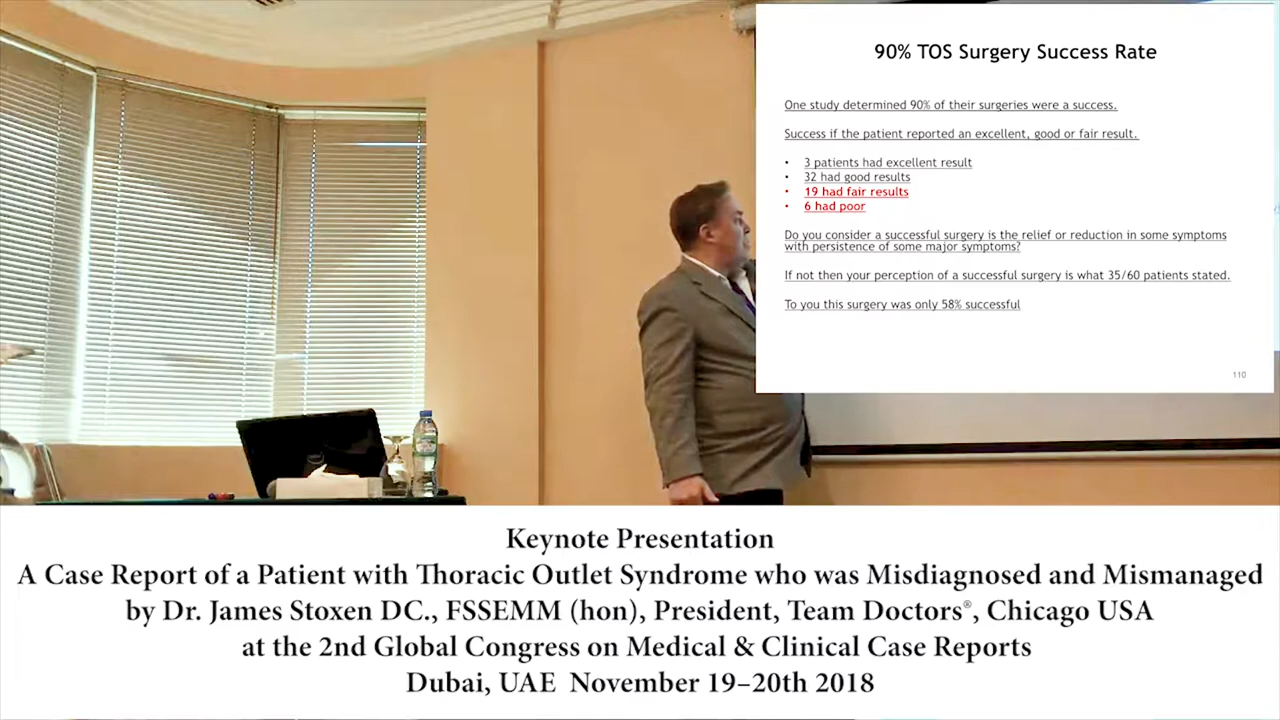 90% TOS Surgery Success Rate
One study determined 90% of their surgeries were a success.
Success if the patient reported an excellent, good or fair result.
• 3 patients had excellent result
• 32 had good results
• 19 had fair results
• 6 had poor
Do you consider a successful surgery is the relief or reduction in some symptoms
with persistence of some major symptoms?
If not then your perception of a successful surgery is what 35/60 patients stated.
To you this surgery was only 58% successful
110
Keynote Presentation
A Case Report of a Patient with Thoracic Outlet Syndrome who was Misdiagnosed and Mismanaged
by Dr. James Stoxen DC., FSSEMM (hon), President, Team Doctors®, Chicago USA
at the 2nd Global Congress on Medical & Clinical Case Reports
Dubai, UAE November 19–20th 2018